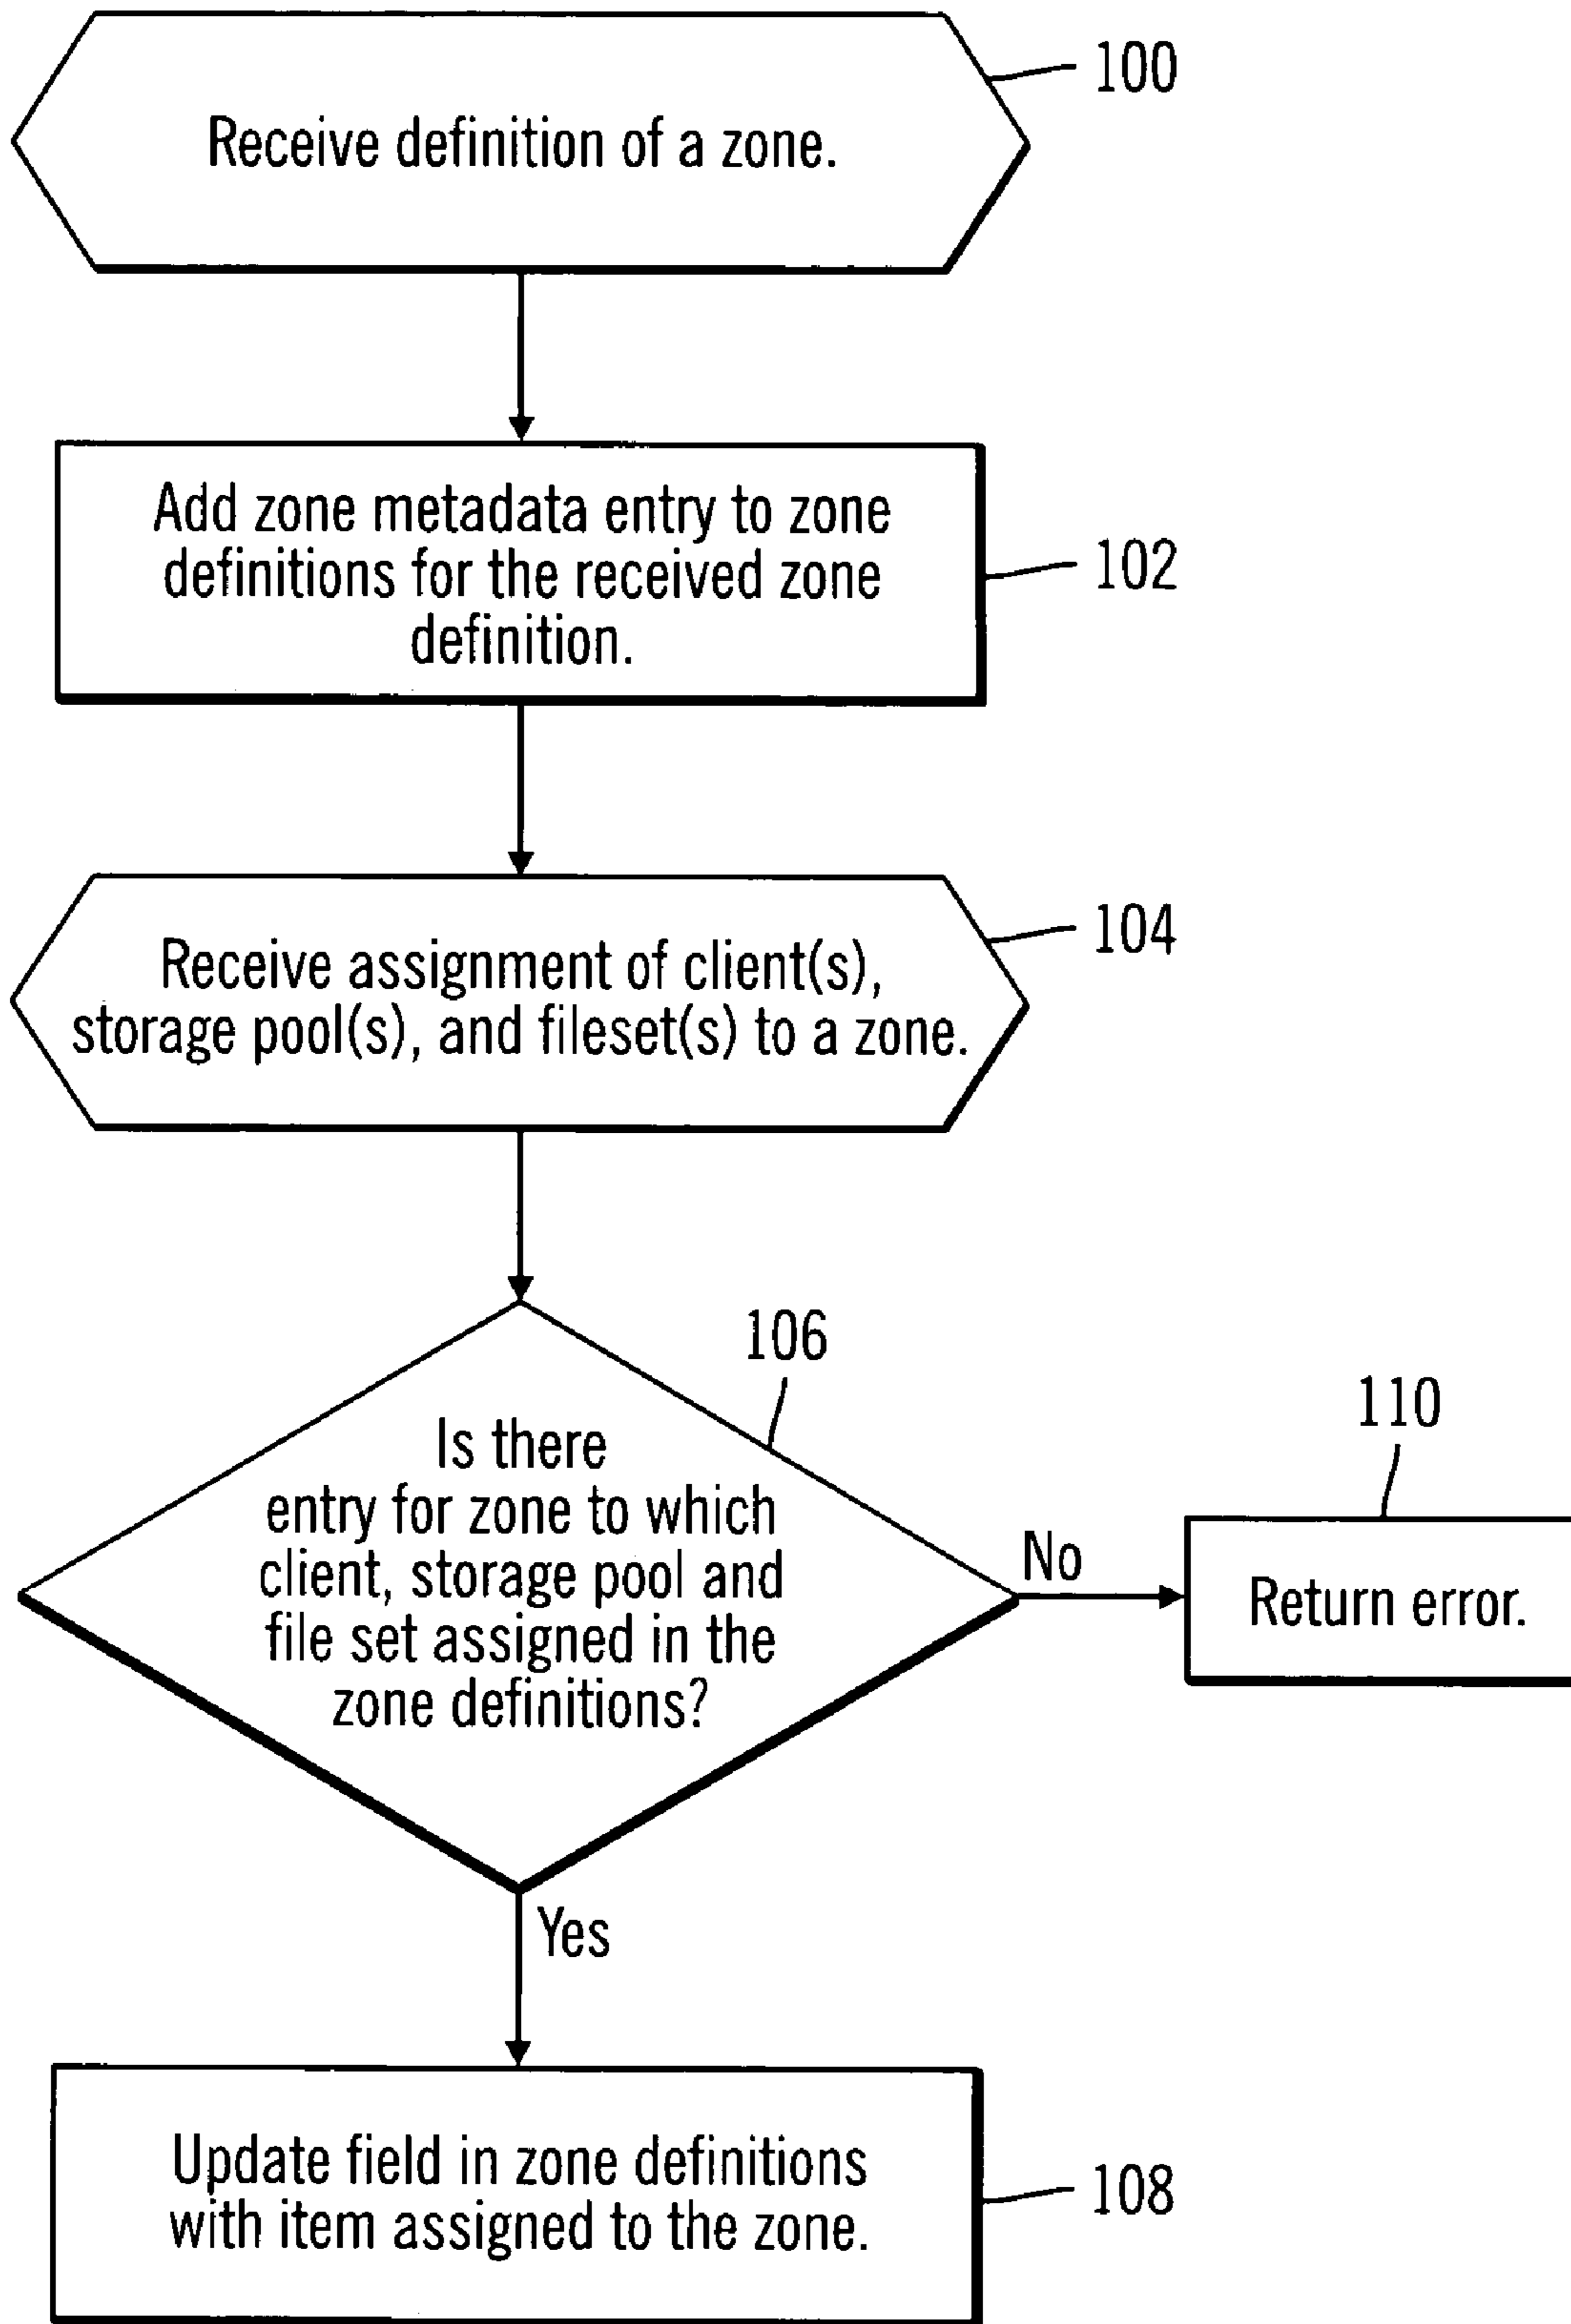 100
Receive definition of a zone.
Add zone metadata entry to zone
definitions for the received zone
definition.
102
104
Receive assignment of client(s),
storage pool(s), and fileset(s) to a zone.
106
Is there
entry for zone to which
client, storage pool and
file set assigned in the
zone definitions?
No
110
Return error.
Yes
Update field in zone definitions
with item assigned to the zone.
108